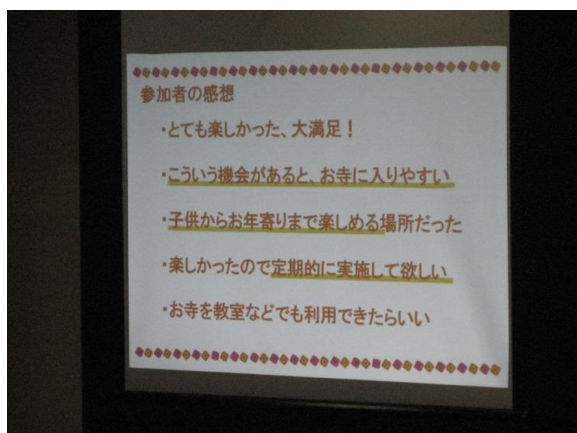 参加者の感想
・とても楽しかった、大満足！
・こういう機会があると、お寺に入りやすい
・子供からお年寄りまで楽しめる場所だった
・楽しかったので定期的に実施して欲しい
・お寺を教室などでも利用できたらいい